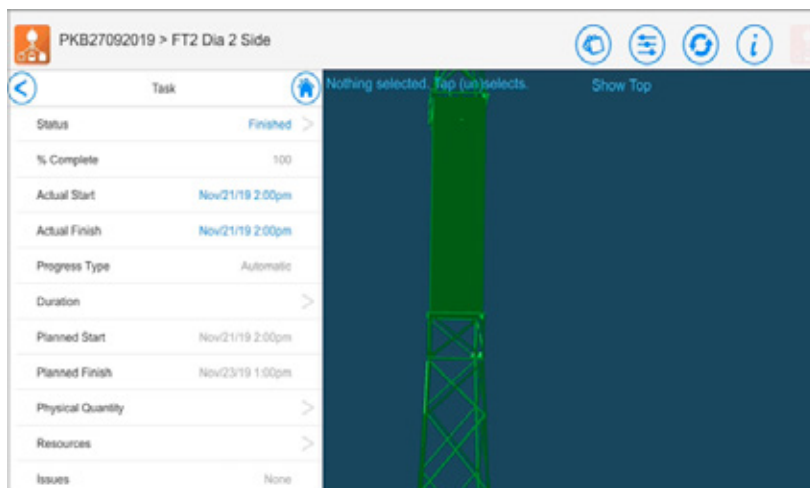 PKB27092019 > FT2 Dia 2 Side
Task
Nothing selected. Tap (un)selects.
Show Top
Status Finished
% Complete 100
Actual Start Nov/21/19 2:00pm
Actual Finish Nov/21/19 2:00pm
Progress Type Automatic
Duration
Planned Start Nov/21/19 2:00pm
Planned Finish Nov/23/19 1:00pm
Physical Quantity
Resources
Issues None